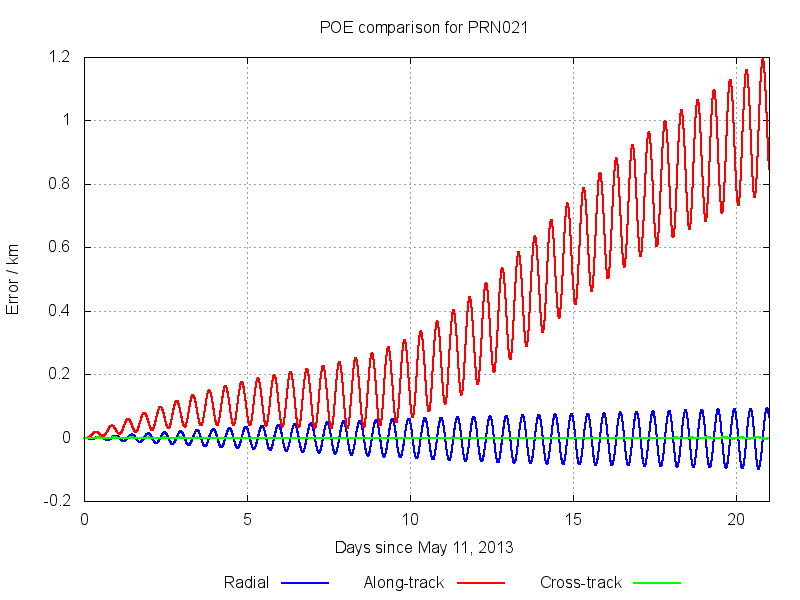 POE comparison for PRN021
1.2
1
0.8
0.6
0.4
0.2
0
-0.2
Error / km
0 5 10 15 20
Days since May 11, 2013
Radial Along-track Cross-track